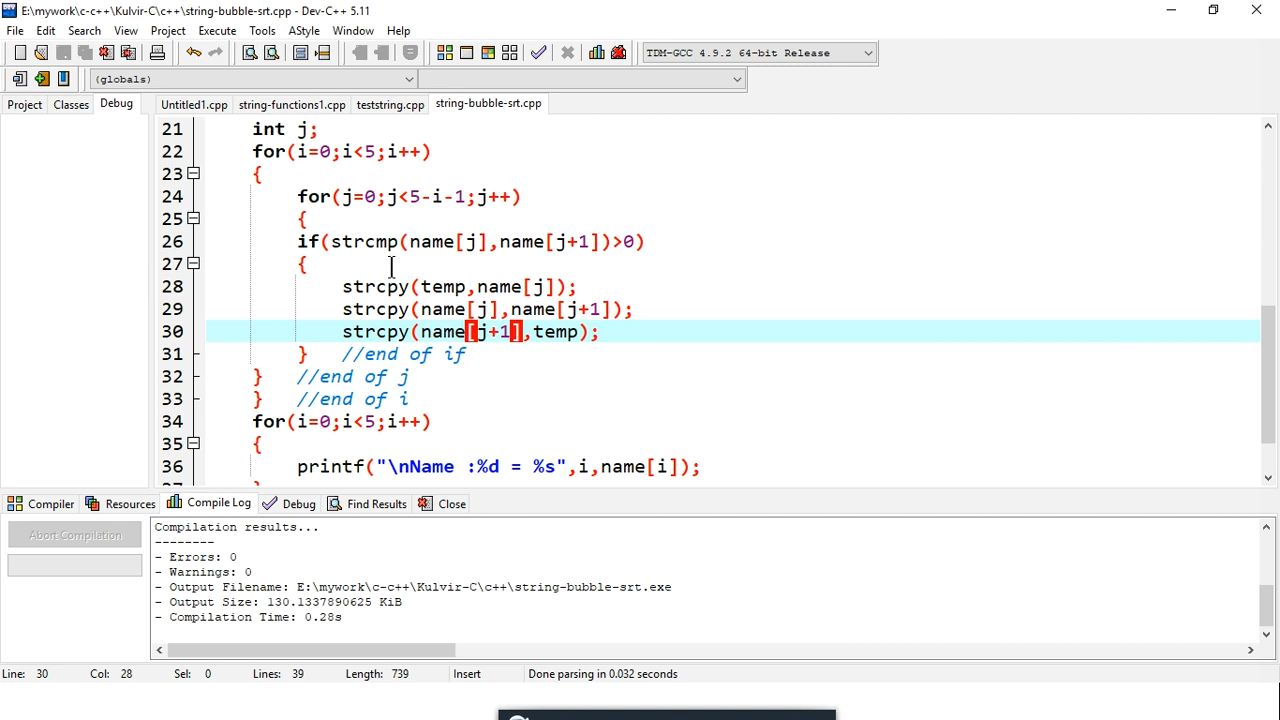 E:\mywork\c-c++\Kulvir-C\c++\string-bubble-srt.cpp - Dev-C++ 5.11
File Edit Search View Project Execute Tools AStyle Window Help
TDM-GCC 4.9.2 64-bit Release
(globals)
Project Classes Debug Untitled1.cpp string-functions1.cpp teststring.cpp string-bubble-srt.cpp
21 int j;
22 for(i=0;i<5;i++)
23 {
24 for(j=0;j<5-i-1;j++)
25 {
26 if(strcmp(name[j],name[j+1])>0)
27 {
28 strcpy(temp,name[j]);
29 strcpy(name[j],name[j+1]);
30 strcpy(name[j+1],temp);
31 } //end of if
32 } //end of j
33 } //end of i
34 for(i=0;i<5;i++)
35 {
36 printf("\nName :%d = %s",i,name[i]);
Compiler Resources Compile Log Debug Find Results Close
Abort Compilation
Compilation results...
--------
- Errors: 0
- Warnings: 0
- Output Filename: E:\mywork\c-c++\Kulvir-C\c++\string-bubble-srt.exe
- Output Size: 130.1337890625 KiB
- Compilation Time: 0.28s
Line: 30 Col: 28 Sel: 0 Lines: 39 Length: 739 Insert Done parsing in 0.032 seconds